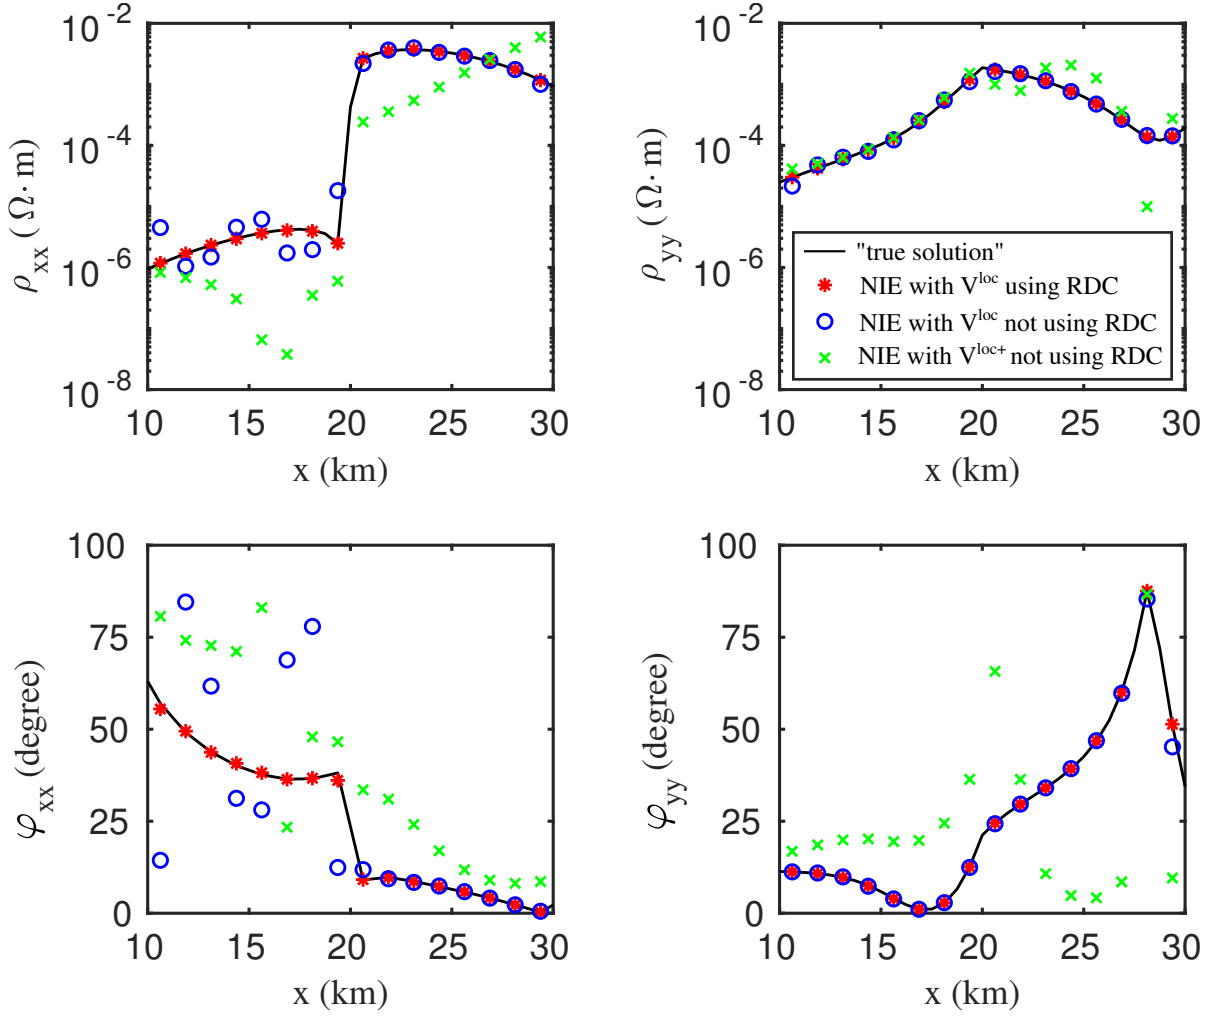 10⁻²
10⁻⁴
10⁻⁶
10⁻⁸
ρxx ( Ω· m)
10 15 20 25 30
x (km)
10⁻²
10⁻⁴
10⁻⁶
10⁻⁸
ρyy ( Ω· m)
"true solution"
NIE with Vˡᵒᶜ using RDC
NIE with Vˡᵒᶜ not using RDC
NIE with Vˡᵒᶜ⁺ not using RDC
10 15 20 25 30
x (km)
100
75
50
25
0
φxx (degree)
10 15 20 25 30
x (km)
100
75
50
25
0
φyy (degree)
10 15 20 25 30
x (km)